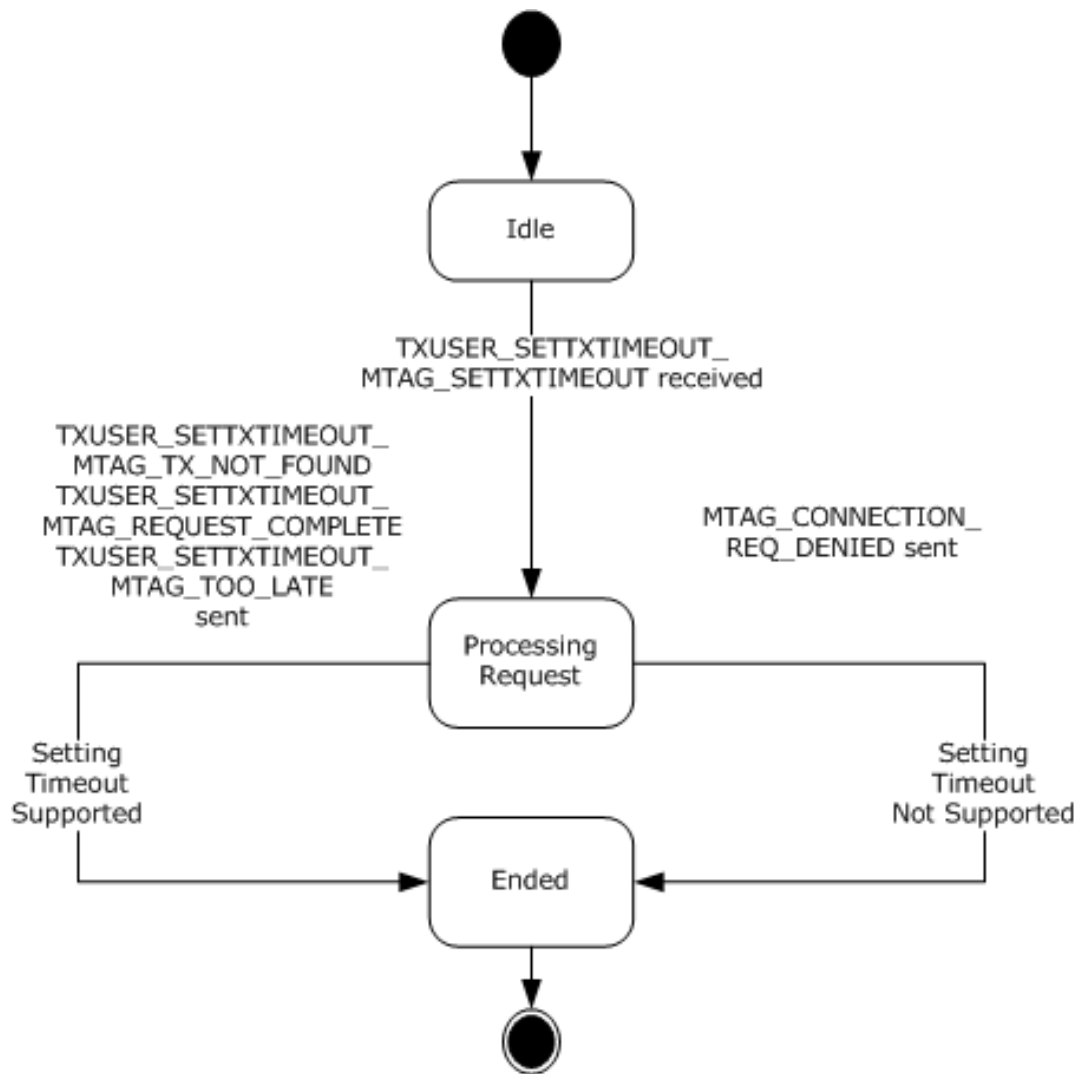 Idle
TXUSER_SETTXTIMEOUT_
MTAG_SETTXTIMEOUT received
TXUSER_SETTXTIMEOUT_
MTAG_TX_NOT_FOUND
TXUSER_SETTXTIMEOUT_
MTAG_REQUEST_COMPLETE
TXUSER_SETTXTIMEOUT_
MTAG_TOO_LATE
sent
MTAG_CONNECTION_
REQ_DENIED sent
Processing
Request
Setting
Timeout
Supported
Setting
Timeout
Not Supported
Ended